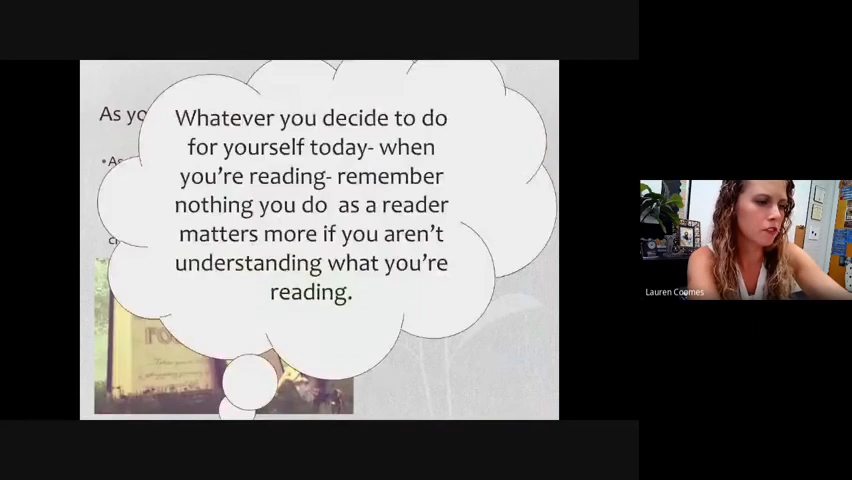 As yo
Whatever you decide to do
for yourself today- when
•As
you're reading- remember
nothing you do as a reader
matters more if you aren't
understanding what you're
reading.
Lauren Coomes